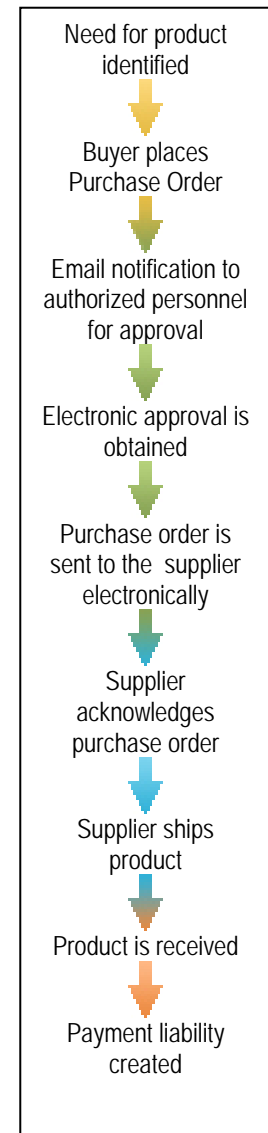 Need for product
identified
Buyer places
Purchase Order
Email notification to
authorized personnel
for approval
Electronic approval is
obtained
Purchase order is
sent to the  supplier
electronically
Supplier
acknowledges
purchase order
Supplier ships
product
Product is received
Payment liability
created